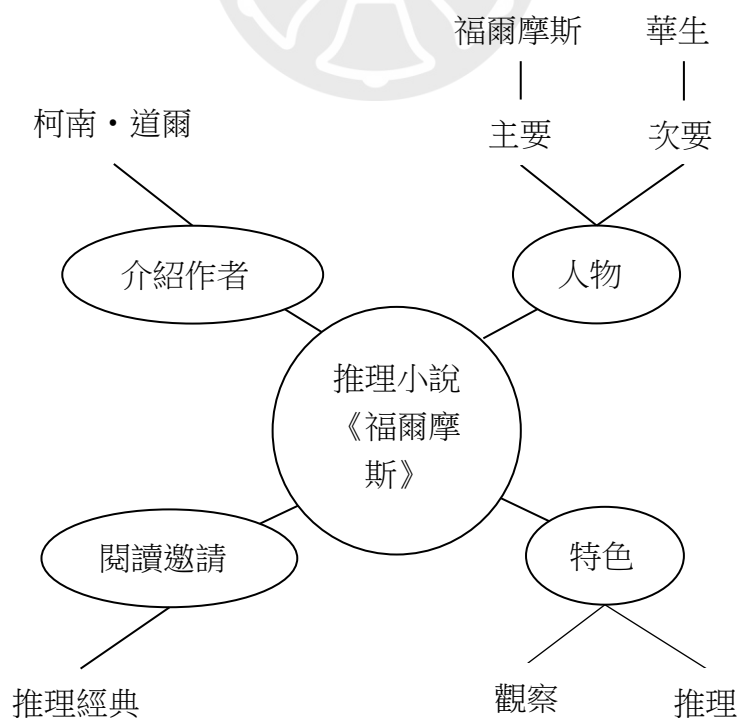 福爾摩斯
華生
柯南・道爾
主要
次要
介紹作者
人物
推理小說
《福爾摩
斯》
閱讀邀請
特色
推理經典
觀察
推理